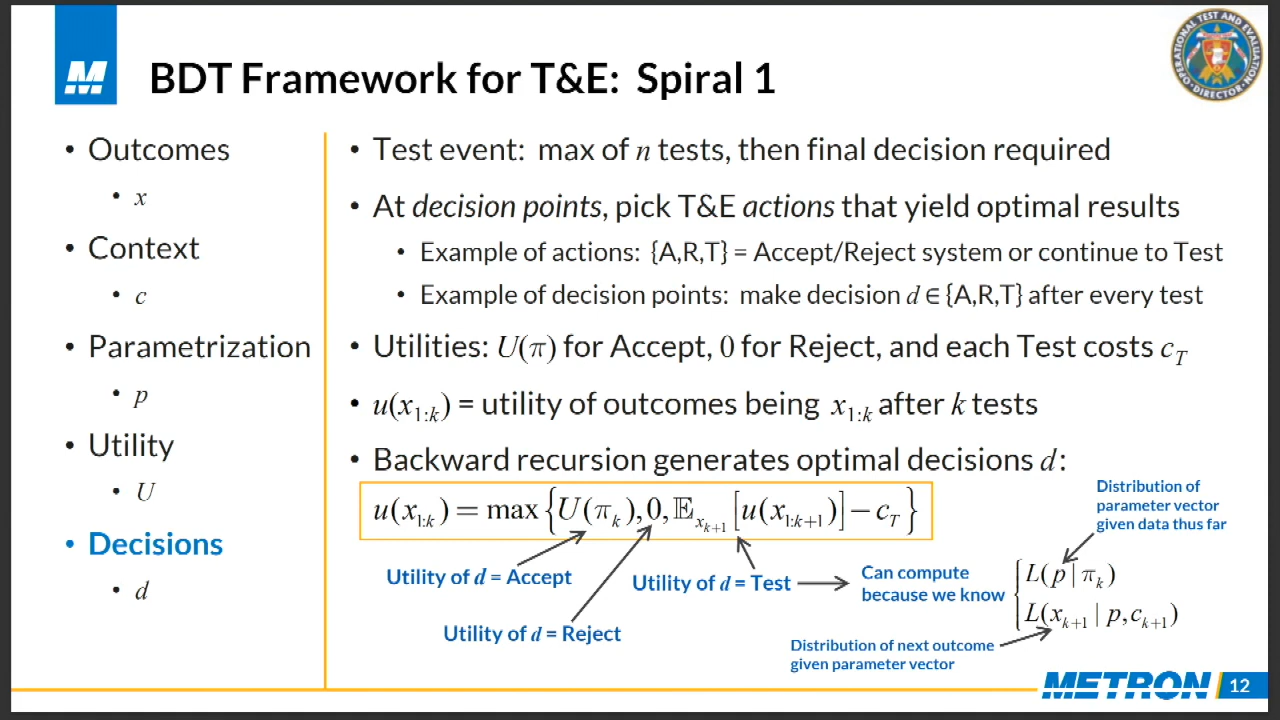 BDT Framework for T&E: Spiral 1
OPERATIONAL TEST AND EVALUATION
DIRECTOR
• Outcomes
• x
• Context
• c
• Parametrization
• p
• Utility
• U
• Decisions
• d
• Test event: max of n tests, then final decision required
• At decision points, pick T&E actions that yield optimal results
• Example of actions: {A,R,T} = Accept/Reject system or continue to Test
• Example of decision points: make decision d ∈ {A,R,T} after every test
• Utilities: U(π) for Accept, 0 for Reject, and each Test costs c_T
• u(x_{1:k}) = utility of outcomes being x_{1:k} after k tests
• Backward recursion generates optimal decisions d:
u(x_{1:k}) = max {U(π_k), 0, 𝔼_{x_{k+1}} [u(x_{1:k+1})] − c_T}
Utility of d = Accept
Utility of d = Reject
Utility of d = Test
Can compute
because we know
Distribution of
parameter vector
given data thus far
L(p | π_k)
L(x_{k+1} | p, c_{k+1})
Distribution of next outcome
given parameter vector
METRON
12